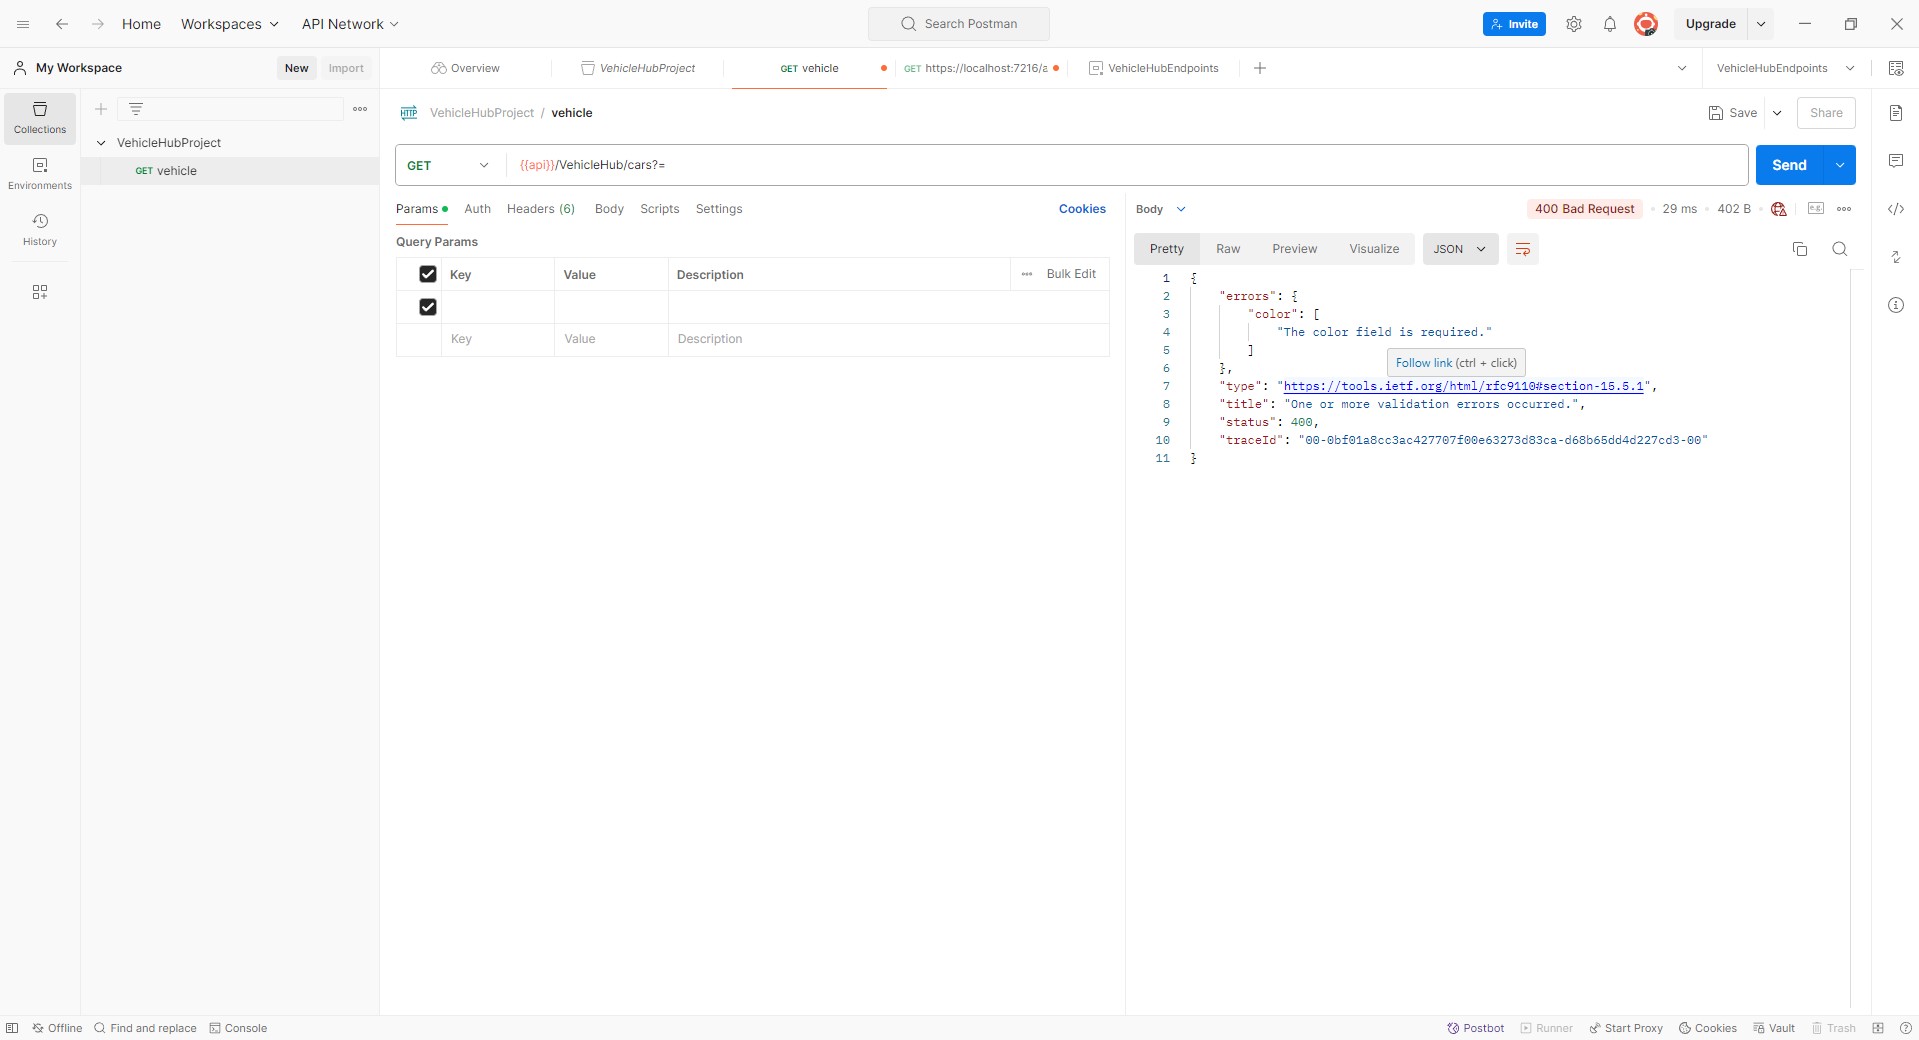 Home Workspaces API Network Search Postman Invite Upgrade
My Workspace New Import Overview VehicleHubProject GET vehicle GET https://localhost:7216/a VehicleHubEndpoints VehicleHubEndpoints
Collections
Environments
History
VehicleHubProject
GET vehicle
HTTP VehicleHubProject / vehicle Save Share
GET {{api}}/VehicleHub/cars?= Send
Params Auth Headers (6) Body Scripts Settings Cookies
Query Params
Key Value Description Bulk Edit
Key Value Description
Body 400 Bad Request 29 ms 402 B e.g.
Pretty Raw Preview Visualize JSON
1 {
2 "errors": {
3 "color": [
4 "The color field is required."
5 ]
Follow link (ctrl + click)
6 },
7 "type": "https://tools.ietf.org/html/rfc9110#section-15.5.1",
8 "title": "One or more validation errors occurred.",
9 "status": 400,
10 "traceId": "00-0bf01a8cc3ac427707f00e63273d83ca-d68b65dd4d227cd3-00"
11 }
Offline Find and replace Console Postbot Runner Start Proxy Cookies Vault Trash